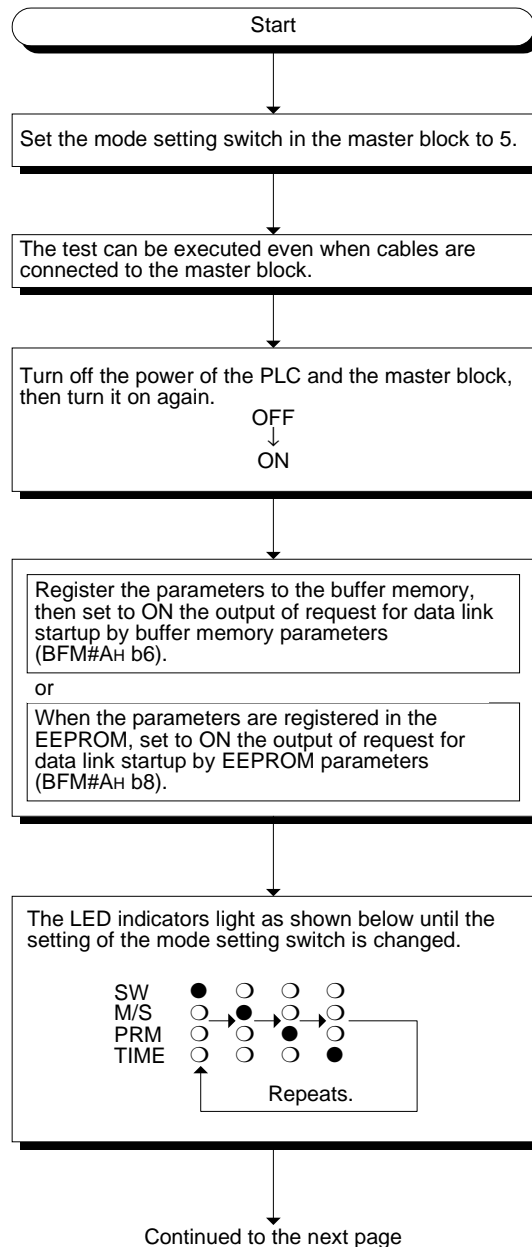 Start
Set the mode setting switch in the master block to 5.
The test can be executed even when cables are
connected to the master block.
Turn off the power of the PLC and the master block,
then turn it on again.
OFF
↓
ON
Register the parameters to the buffer memory,
then set to ON the output of request for data link
startup by buffer memory parameters
(BFM#AH b6).
or
When the parameters are registered in the
EEPROM, set to ON the output of request for
data link startup by EEPROM parameters
(BFM#AH b8).
The LED indicators light as shown below until the
setting of the mode setting switch is changed.
SW
M/S
PRM
TIME
Repeats.
Continued to the next page